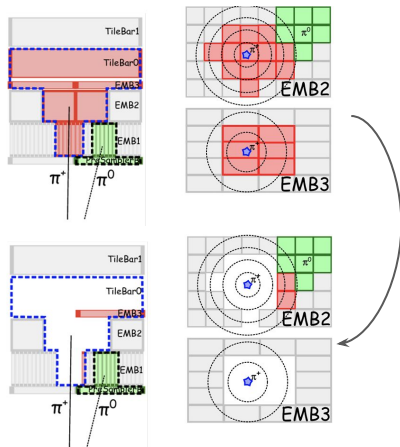 TileBar1
TileBar0
EMB3
EMB2
EMB1
PreSamplerB
π⁺
π⁰
π⁺
π⁰
EMB2
π⁺
EMB3
TileBar1
TileBar0
EMB3
EMB2
EMB1
PreSamplerB
π⁺
π⁰
π⁺
π⁰
EMB2
π⁺
EMB3